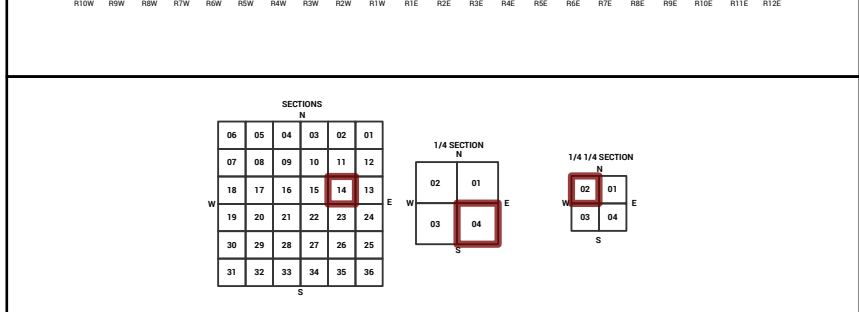 R10W R9W R8W R7W R6W R5W R4W R3W R2W R1W R1E R2E R3E R4E R5E R6E R7E R8E R9E R10E R11E R12E
SECTIONS
N
06 05 04 03 02 01
07 08 09 10 11 12
18 17 16 15 14 13
W E
19 20 21 22 23 24
30 29 28 27 26 25
31 32 33 34 35 36
S
1/4 SECTION
N
02 01
W E
03 04
S
1/4 1/4 SECTION
N
02 01
W E
03 04
S